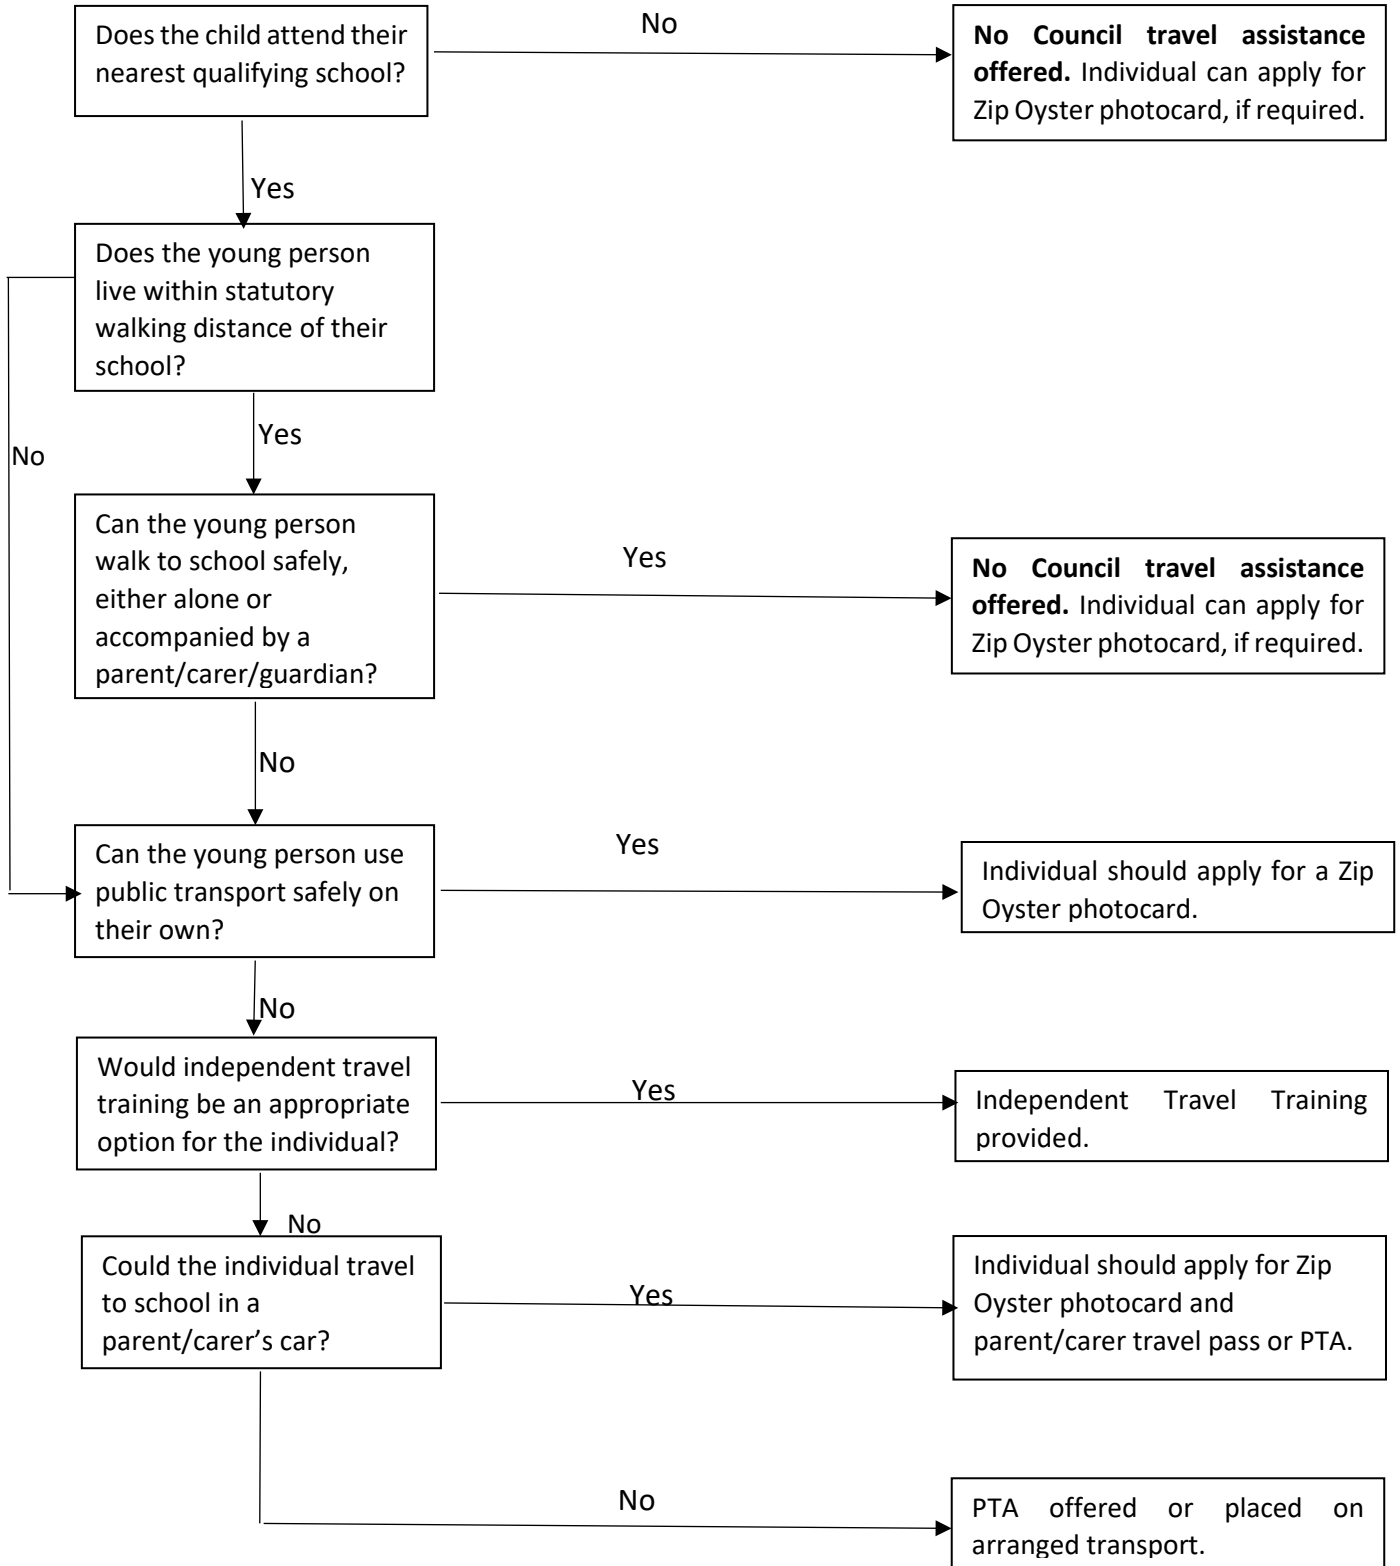 Does the child attend their
nearest qualifying school?
No
No Council travel assistance
offered. Individual can apply for
Zip Oyster photocard, if required.
Yes
Does the young person
live within statutory
walking distance of their
school?
No
Yes
Can the young person
walk to school safely,
either alone or
accompanied by a
parent/carer/guardian?
Yes
No Council travel assistance
offered. Individual can apply for
Zip Oyster photocard, if required.
No
Can the young person use
public transport safely on
their own?
Yes
Individual should apply for a Zip
Oyster photocard.
No
Would independent travel
training be an appropriate
option for the individual?
Yes
Independent Travel Training
provided.
No
Could the individual travel
to school in a
parent/carer’s car?
Yes
Individual should apply for Zip
Oyster photocard and
parent/carer travel pass or PTA.
No
PTA offered or placed on
arranged transport.